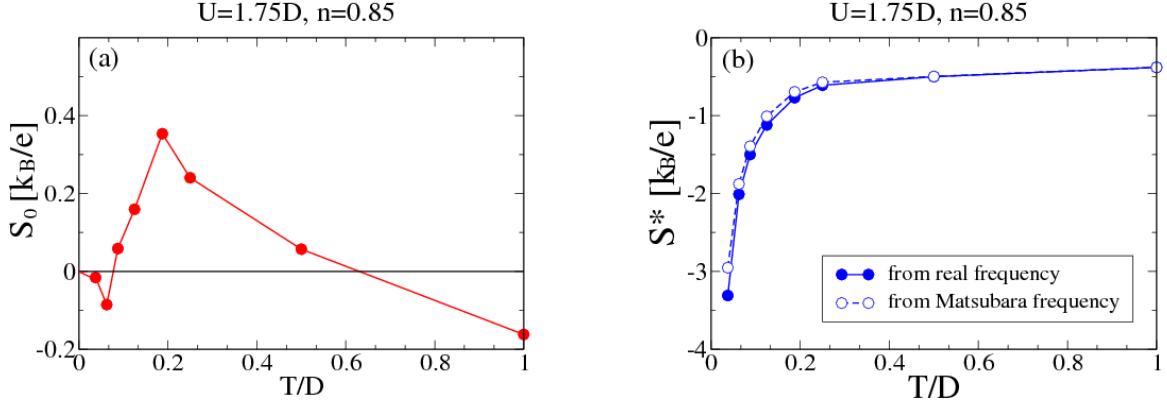 U=1.75D, n=0.85
(a)
S0 [kB/e]
0.4
0.2
0
-0.2
0 0.2 0.4 0.6 0.8 1
T/D
U=1.75D, n=0.85
(b)
S* [kB/e]
0
-1
-2
-3
-4
from real frequency
from Matsubara frequency
0 0.2 0.4 0.6 0.8 1
T/D